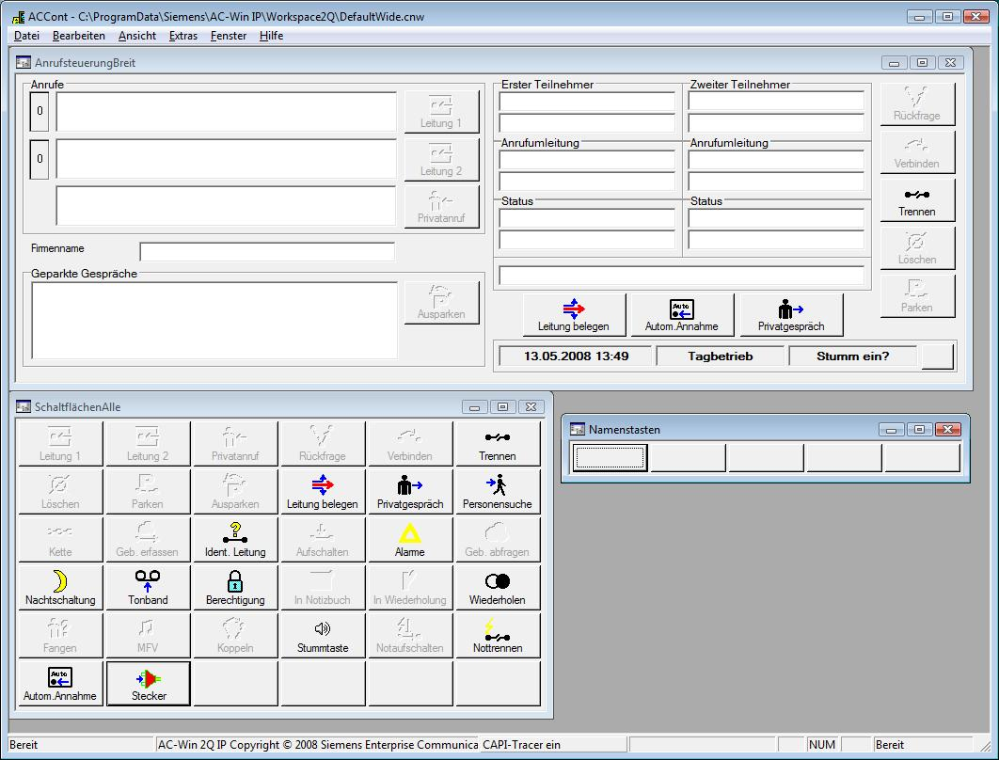 ACCont - C:\ProgramData\Siemens\AC-Win IP\Workspace2Q\DefaultWide.cnw
Datei Bearbeiten Ansicht Extras Fenster Hilfe
AnrufsteuerungBreit
Anrufe
0
Leitung 1
0
Leitung 2
Privatanruf
Firmenname
Geparkte Gespräche
Ausparken
Erster Teilnehmer Zweiter Teilnehmer
Anrufumleitung Anrufumleitung
Status Status
Rückfrage
Verbinden
Trennen
Löschen
Parken
Leitung belegen Auto Autom.Annahme Privatgespräch
13.05.2008 13:49 Tagbetrieb Stumm ein?
SchaltflächenAlle
Leitung 1 Leitung 2 Privatanruf Rückfrage Verbinden Trennen
Löschen Parken Ausparken Leitung belegen Privatgespräch Personensuche
Kette Geb. erfassen Ident. Leitung Aufschalten Alarme Geb. abfragen
Nachtschaltung Tonband Berechtigung In Notizbuch In Wiederholung Wiederholen
Fangen MFV Koppeln Stummtaste Notaufschalten Nottrennen
Auto Autom.Annahme Stecker
Namenstasten
Bereit AC-Win 2Q IP Copyright © 2008 Siemens Enterprise Communica CAPI-Tracer ein NUM Bereit